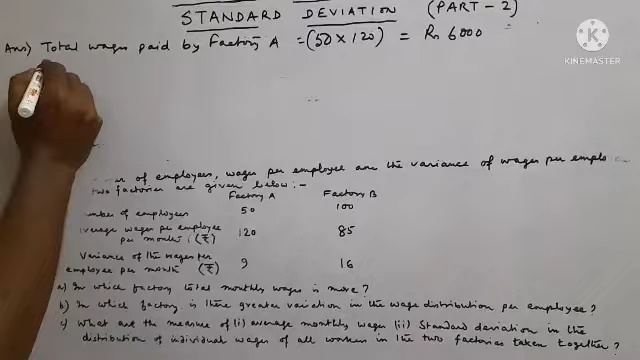 STANDARD DEVIATION (PART-2)
Ans) Total wages paid by Factory A = (50 × 120) = Rs 6000
KINEMASTER
of employees, wages per employee and the variance of wages per emplo
two factories are given below:-
Factory A Factory B
umber of employees 50 100
average wages per employee
per month (₹) 120 85
Variance of the wages per
employee per month (₹) 9 16
a) In which factory total monthly wages is more?
b) In which factory is there greater variation in the wage distribution per employee?
c) What are the measure of (i) average monthly wages (ii) Standard deviation in the
distribution of individual wages of all workers in the two factories taken together?